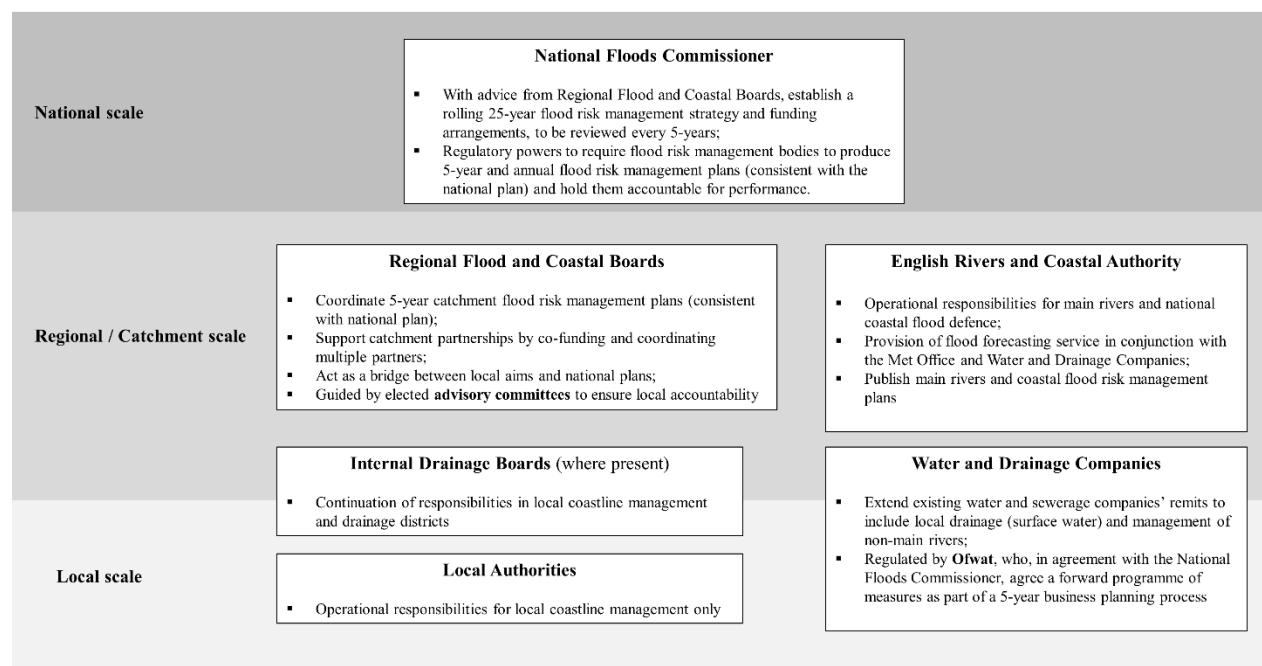 National scale
National Floods Commissioner
▪ With advice from Regional Flood and Coastal Boards, establish a
rolling 25-year flood risk management strategy and funding
arrangements, to be reviewed every 5-years;
▪ Regulatory powers to require flood risk management bodies to produce
5-year and annual flood risk management plans (consistent with the
national plan) and hold them accountable for performance.
Regional / Catchment scale
Regional Flood and Coastal Boards
▪ Coordinate 5-year catchment flood risk management plans (consistent
with national plan);
▪ Support catchment partnerships by co-funding and coordinating
multiple partners;
▪ Act as a bridge between local aims and national plans;
▪ Guided by elected advisory committees to ensure local accountability
English Rivers and Coastal Authority
▪ Operational responsibilities for main rivers and national
coastal flood defence;
▪ Provision of flood forecasting service in conjunction with
the Met Office and Water and Drainage Companies;
▪ Publish main rivers and coastal flood risk management
plans
Internal Drainage Boards (where present)
▪ Continuation of responsibilities in local coastline management
and drainage districts
Water and Drainage Companies
▪ Extend existing water and sewerage companies’ remits to
include local drainage (surface water) and management of
non-main rivers;
▪ Regulated by Ofwat, who, in agreement with the National
Floods Commissioner, agree a forward programme of
measures as part of a 5-year business planning process
Local scale
Local Authorities
▪ Operational responsibilities for local coastline management only